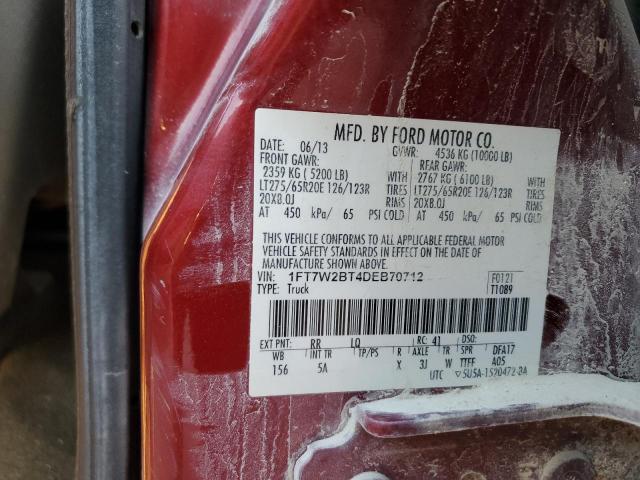 MFD. BY FORD MOTOR CO.
DATE: 06/13 GVWR: 4536 KG (10000 LB)
FRONT GAWR: REAR GAWR:
2359 KG ( 5200 LB) WITH 2767 KG ( 6100 LB) WITH
LT275/65R20E 126/123R TIRES LT275/65R20E 126/123R TIRES
20X8.0J RIMS 20X8.0J RIMS
AT 450 kPa/ 65 PSI COLD AT 450 kPa/ 65 PSI COLD
THIS VEHICLE CONFORMS TO ALL APPLICABLE FEDERAL MOTOR
VEHICLE SAFETY AND THEFT PREVENTION STANDARDS IN EFFECT
ON THE DATE OF MANUFACTURE SHOWN ABOVE.
VIN: 1FT7W2BT4DEB70712 F0121
TYPE: Truck T1089
EXT PNT: RR LQ RC: 41 DSO:
WB INT TR TP/PS R AXLE TR SPR DFA17
156 5A X 3J W TTFF A05
UTC ▽5U5A-1520472-BA